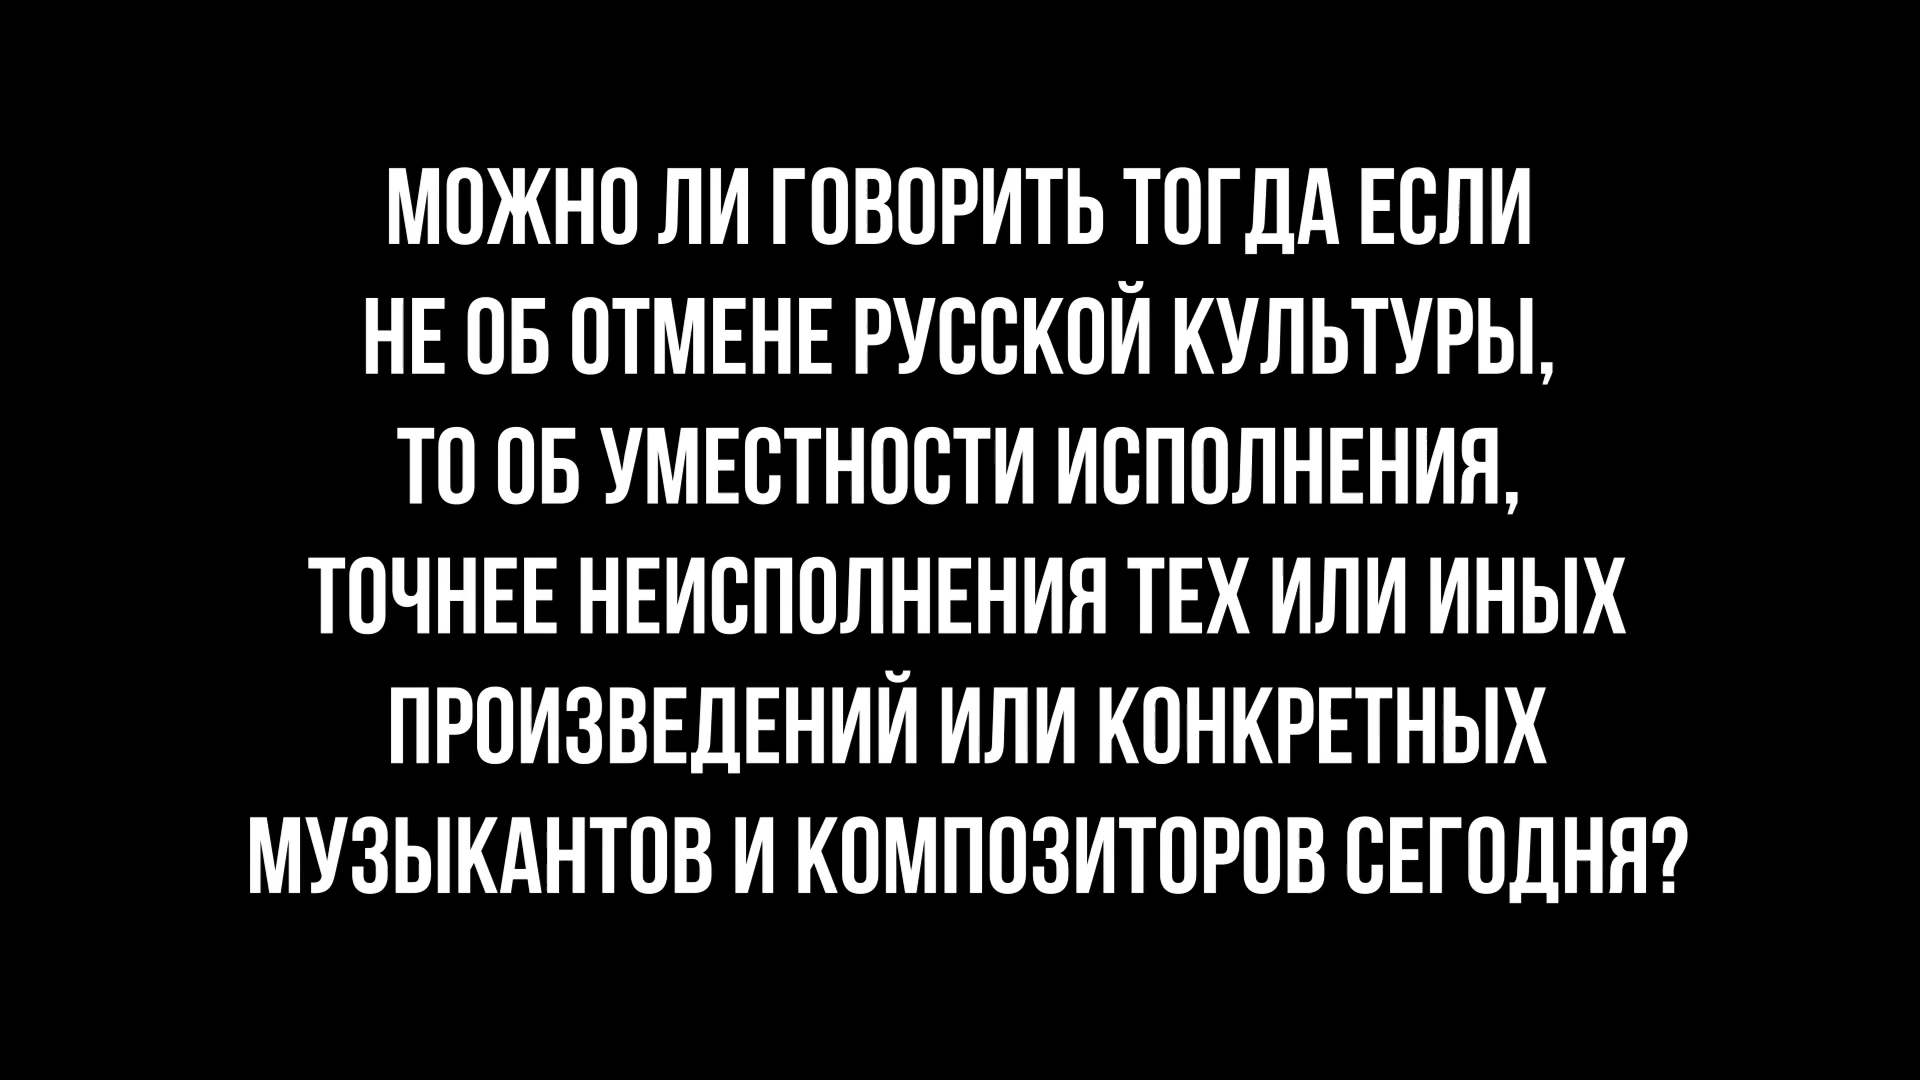 МОЖНО ЛИ ГОВОРИТЬ ТОГДА ЕСЛИ
НЕ ОБ ОТМЕНЕ РУССКОЙ КУЛЬТУРЫ,
ТО ОБ УМЕСТНОСТИ ИСПОЛНЕНИЯ,
ТОЧНЕЕ НЕИСПОЛНЕНИЯ ТЕХ ИЛИ ИНЫХ
ПРОИЗВЕДЕНИЙ ИЛИ КОНКРЕТНЫХ
МУЗЫКАНТОВ И КОМПОЗИТОРОВ СЕГОДНЯ?